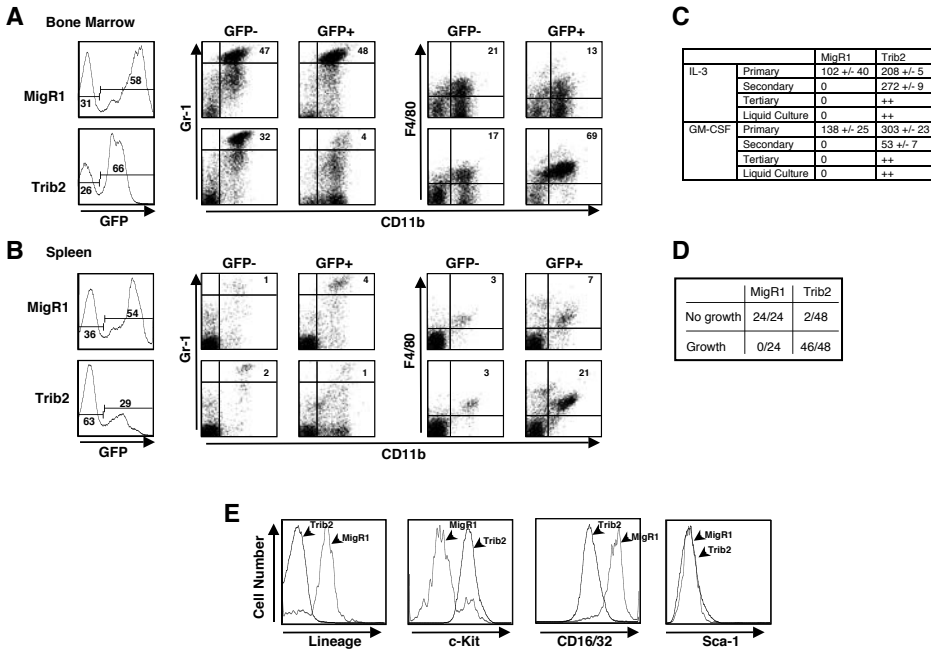 A Bone Marrow
GFP- GFP+ GFP- GFP+
MigR1
58
31
47
48
21
13
Gr-1
F4/80
Trib2
66
26
32
4
17
69
GFP
CD11b
B Spleen
GFP- GFP+ GFP- GFP+
MigR1
54
36
1
4
3
7
Gr-1
F4/80
Trib2
29
63
2
1
3
21
GFP
CD11b
C
MigR1 Trib2
IL-3 Primary 102 +/- 40 208 +/- 5
Secondary 0 272 +/- 9
Tertiary 0 ++
Liquid Culture 0 ++
GM-CSF Primary 138 +/- 25 303 +/- 23
Secondary 0 53 +/- 7
Tertiary 0 ++
Liquid Culture 0 ++
D
MigR1 Trib2
No growth 24/24 2/48
Growth 0/24 46/48
E
Cell Number
Trib2
MigR1
Lineage
MigR1
Trib2
c-Kit
Trib2
MigR1
CD16/32
MigR1
Trib2
Sca-1